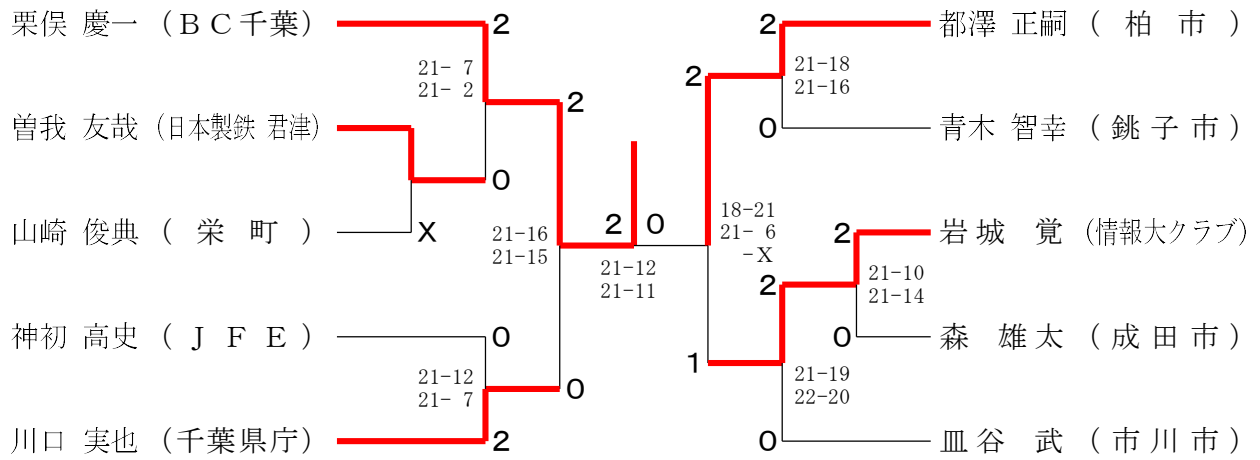 栗俣 慶一 (ＢＣ千葉)
2
21- 7
21- 2
2
曽我 友哉 (日本製鉄 君津)
0
山崎 俊典 ( 栄 町 )
X
21-16
21-15
神初 高史 ( Ｊ Ｆ Ｅ )
0
21-12
21- 7
0
川口 実也 (千葉県庁)
2
2 0
21-12
21-11
2
都澤 正嗣 ( 柏 市 )
2
21-18
21-16
0
青木 智幸 ( 銚 子 市 )
18-21
21- 6
-X
2
岩城 覚 (情報大クラブ)
2
21-10
21-14
0
森 雄太 ( 成 田 市 )
1
21-19
22-20
0
皿谷 武 ( 市 川 市 )